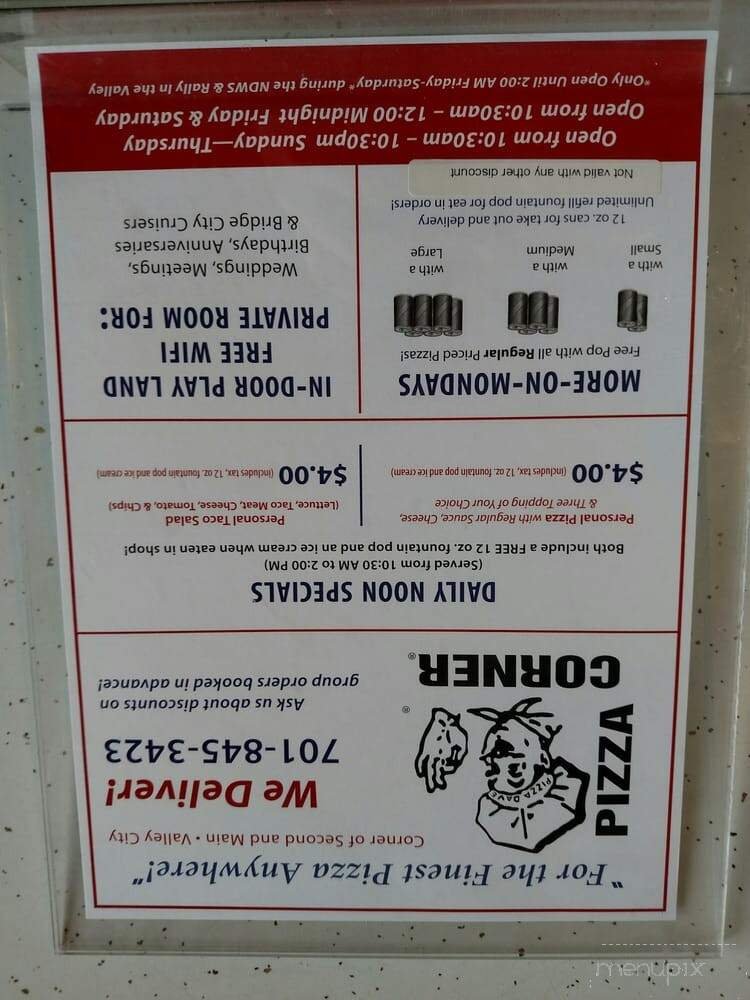 "For the Finest Pizza Anywhere!"
Corner of Second and Main • Valley City
PIZZA
CORNER®
PIZZA DAVE
®
We Deliver!
701-845-3423
Ask us about discounts on
group orders booked in advance!
DAILY NOON SPECIALS
(Served from 10:30 AM to 2:00 PM)
Both include a FREE 12 oz. fountain pop and an ice cream when eaten in shop!
Personal Pizza with Regular Sauce, Cheese,
& Three Topping of Your Choice
$4.00 (includes tax, 12 oz. fountain pop and ice cream)
Personal Taco Salad
(Lettuce, Taco Meat, Cheese, Tomato, & Chips)
$4.00 (includes tax, 12 oz. fountain pop and ice cream)
MORE-ON-MONDAYS
Free Pop with all Regular Priced Pizzas!
with a
Small
with a
Medium
with a
Large
12 oz. cans for take out and delivery
Unlimited refill fountain pop for eat in orders!
Not valid with any other discount
IN-DOOR PLAY LAND
FREE WIFI
PRIVATE ROOM FOR:
Weddings, Meetings,
Birthdays, Anniversaries
& Bridge City Cruisers
Open from 10:30am – 10:30pm Sunday—Thursday
Open from 10:30am – 12:00 Midnight Friday & Saturday
*Only Open Until 2:00 AM Friday-Saturday* during the NDWS & Rally In the Valley
menupix